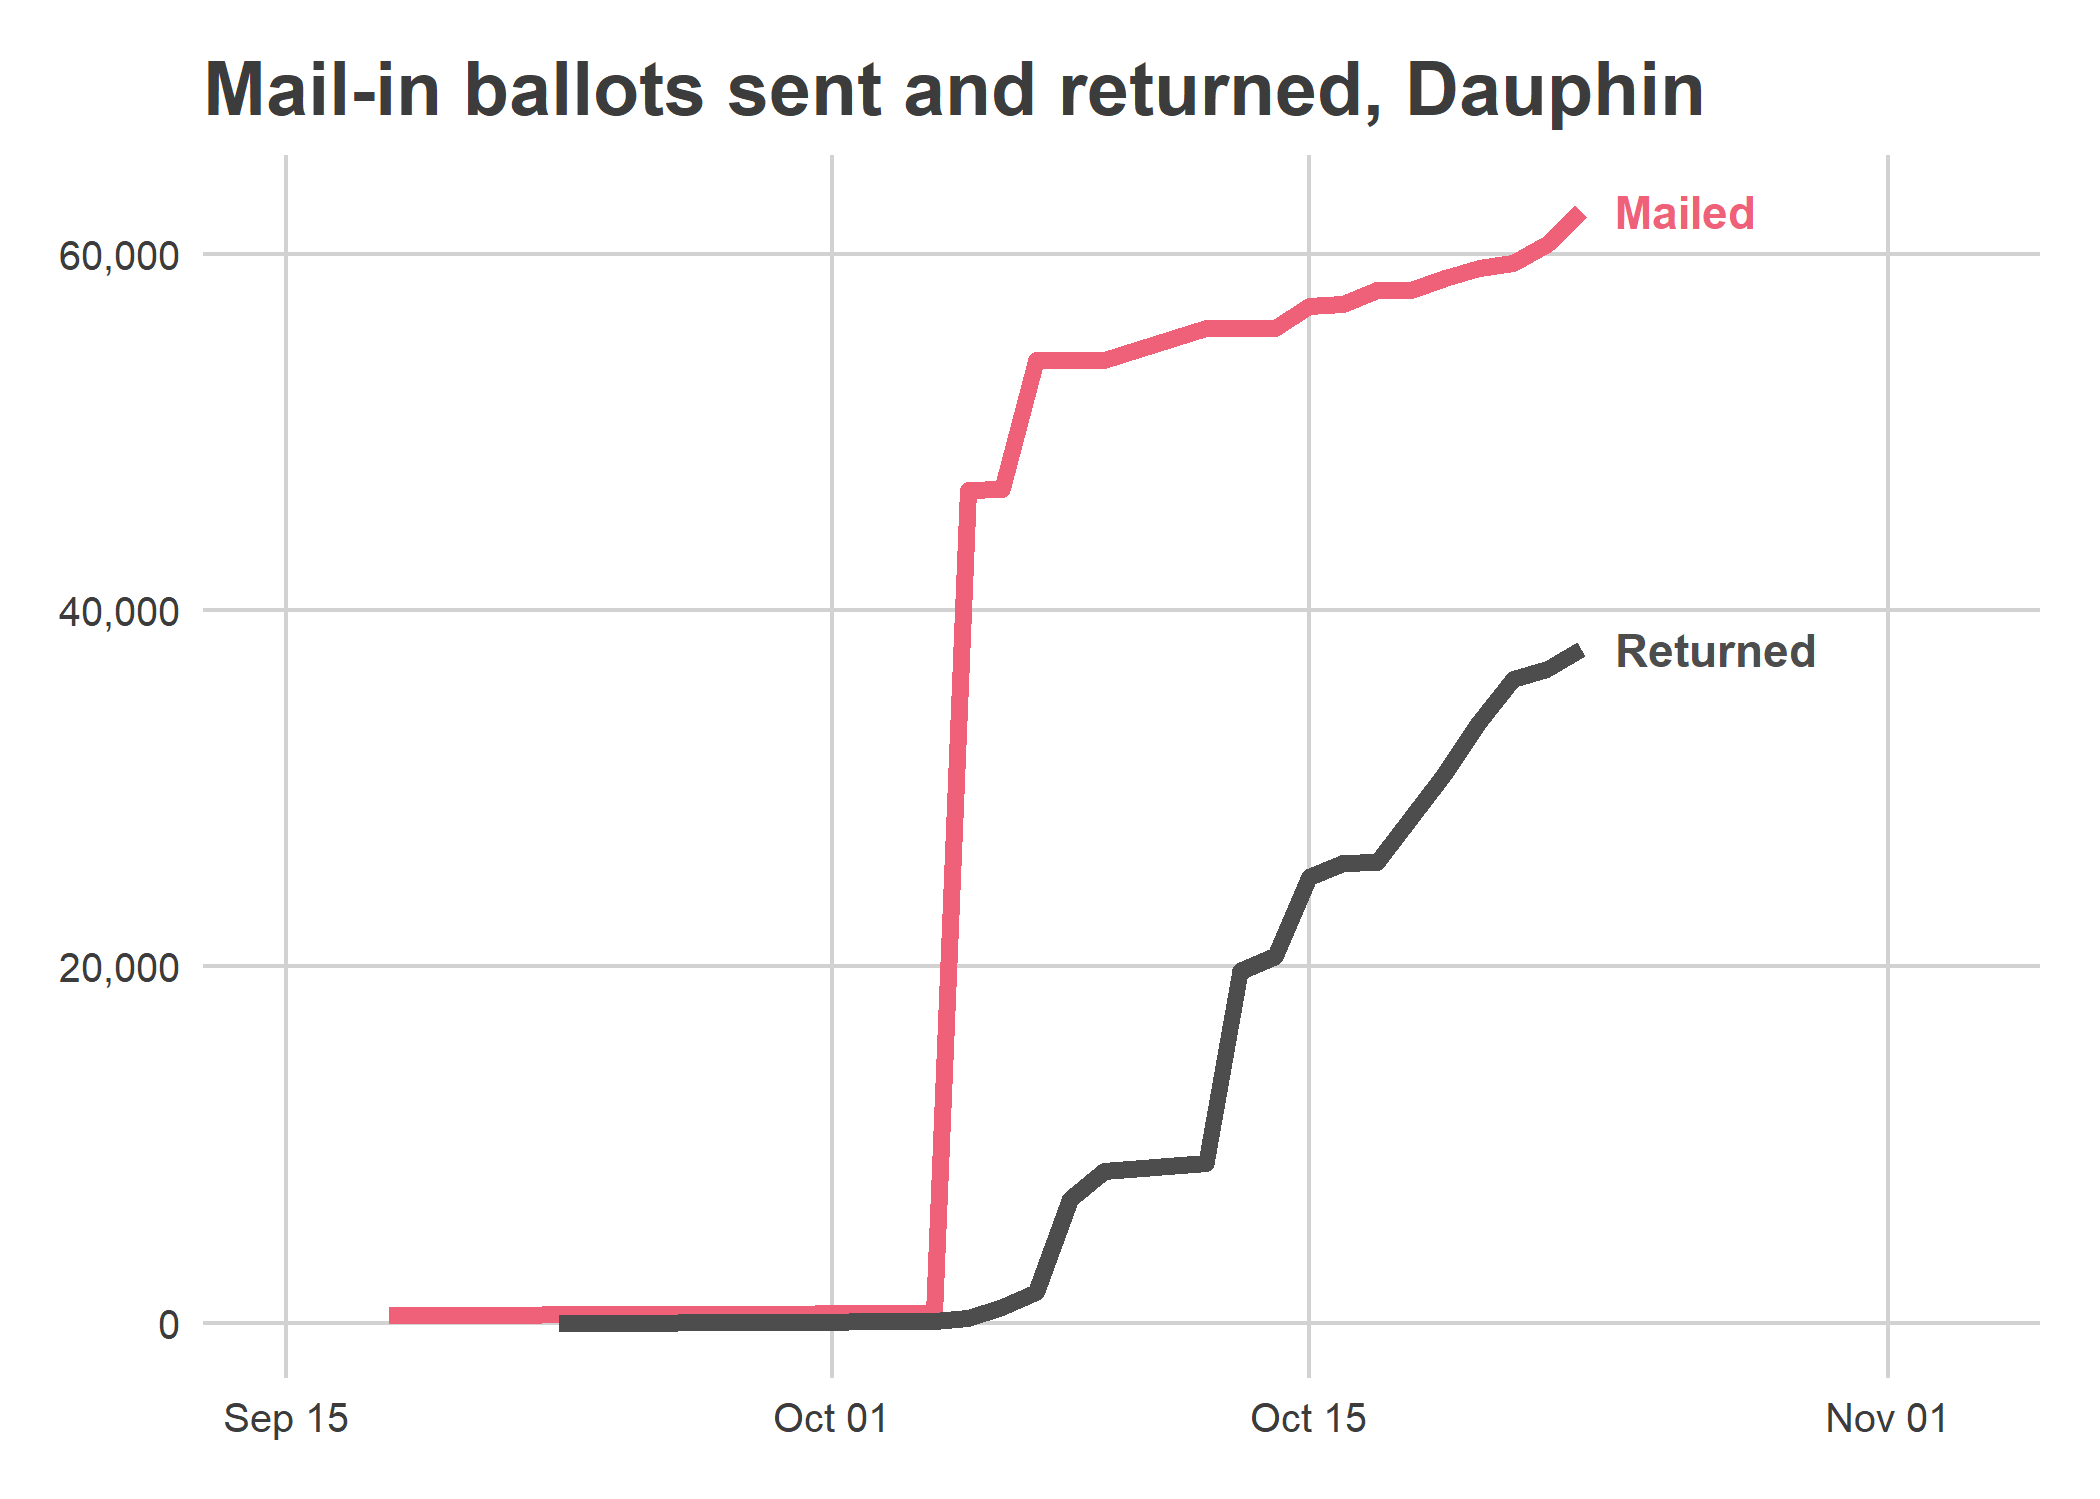 Mail-in ballots sent and returned, Dauphin
Mailed
60,000
40,000
Returned
20,000
0
Sep 15
Oct 01
Oct 15
Nov 01